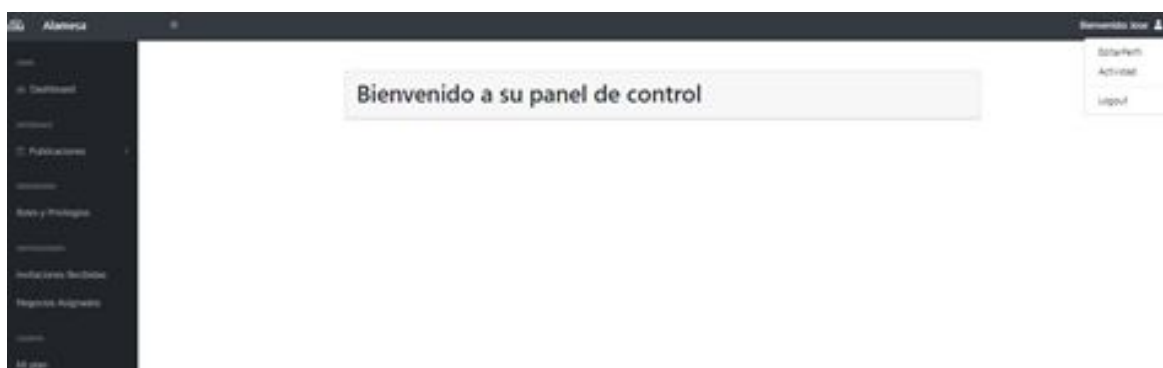 Alamesa
Bienvenido Jose
Editar Perfil
Actividad
Logout
Bienvenido a su panel de control
Dashboard
Publicaciones
Roles y Privilegios
Invitaciones Recibidas
Negocios Asignados
Mi plan